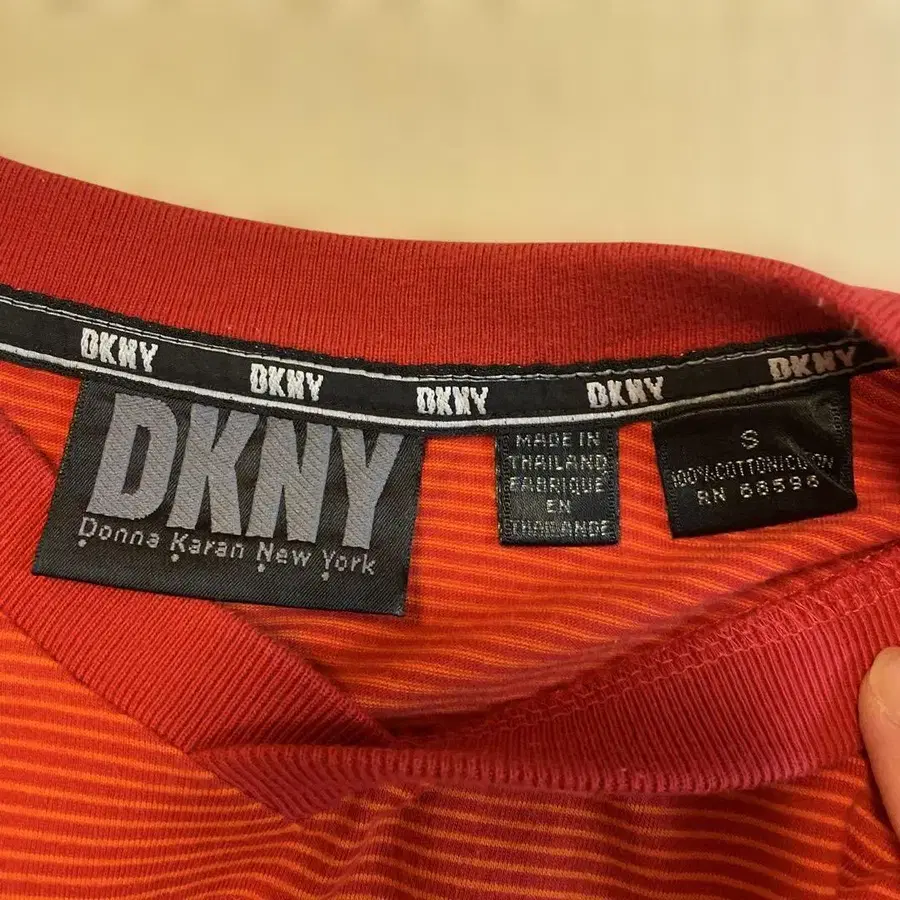 DKNY DKNY DKNY DKNY DKNY
DKNY
Donna Karan New York
MADE IN
THAILAND
FABRIQUE
EN
THAILANDE
S
100% COTTON/COTON
RN 66596